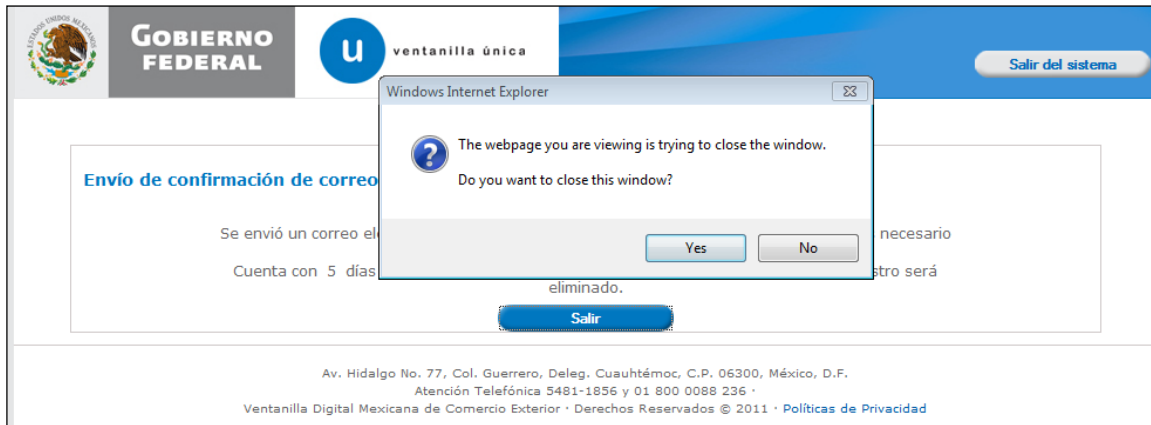 ESTADOS UNIDOS MEXICANOS
GOBIERNO
FEDERAL
u
ventanilla única
Salir del sistema
Windows Internet Explorer
The webpage you are viewing is trying to close the window.
Do you want to close this window?
Yes
No
Envío de confirmación de correo
Se envió un correo necesario
Cuenta con 5 días será
eliminado.
Salir
Av. Hidalgo No. 77, Col. Guerrero, Deleg. Cuauhtémoc, C.P. 06300, México, D.F.
Atención Telefónica 5481-1856 y 01 800 0088 236 ·
Ventanilla Digital Mexicana de Comercio Exterior · Derechos Reservados © 2011 · Políticas de Privacidad